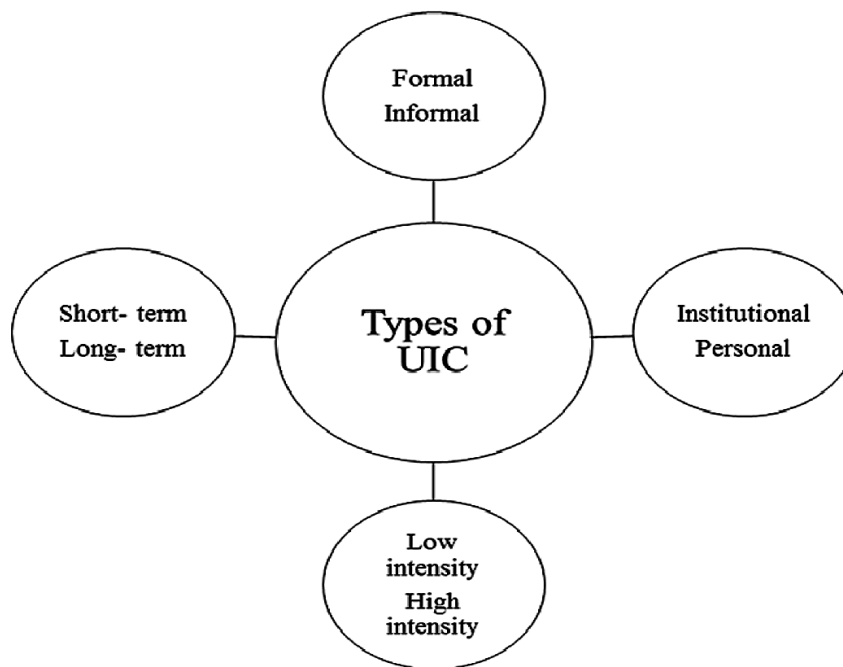 Formal
Informal
Short- term
Long- term
Types of
UIC
Institutional
Personal
Low
intensity
High
intensity